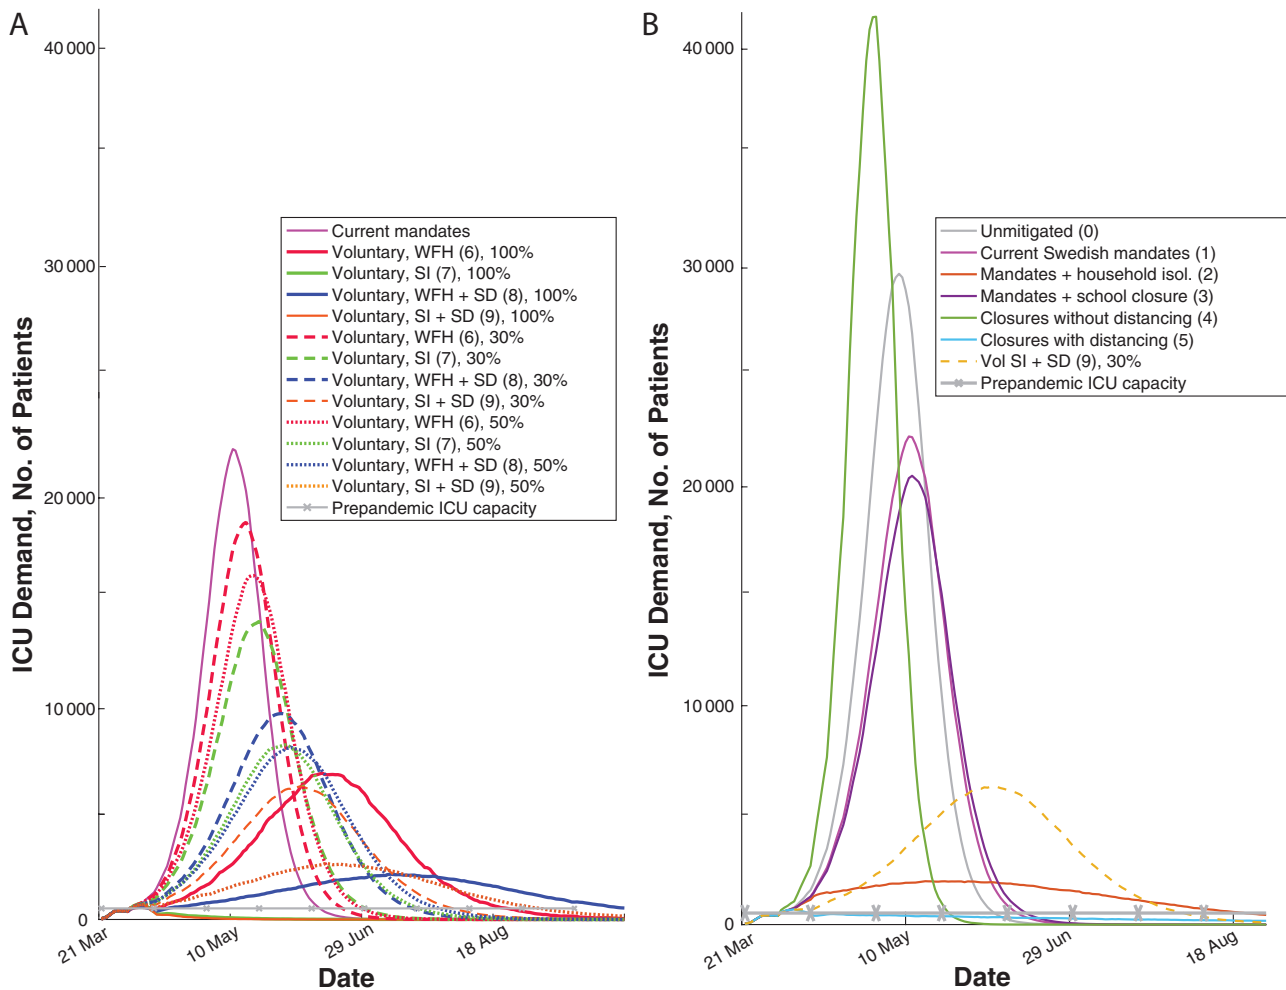 A
ICU Demand, No. of Patients
40 000
30 000
20 000
10 000
0
21 Mar
10 May
29 Jun
18 Aug
Date
Current mandates
Voluntary, WFH (6), 100%
Voluntary, SI (7), 100%
Voluntary, WFH + SD (8), 100%
Voluntary, SI + SD (9), 100%
Voluntary, WFH (6), 30%
Voluntary, SI (7), 30%
Voluntary, WFH + SD (8), 30%
Voluntary, SI + SD (9), 30%
Voluntary, WFH (6), 50%
Voluntary, SI (7), 50%
Voluntary, WFH + SD (8), 50%
Voluntary, SI + SD (9), 50%
Prepandemic ICU capacity
B
ICU Demand, No. of Patients
40 000
30 000
20 000
10 000
0
21 Mar
10 May
29 Jun
18 Aug
Date
Unmitigated (0)
Current Swedish mandates (1)
Mandates + household isol. (2)
Mandates + school closure (3)
Closures without distancing (4)
Closures with distancing (5)
Vol SI + SD (9), 30%
Prepandemic ICU capacity